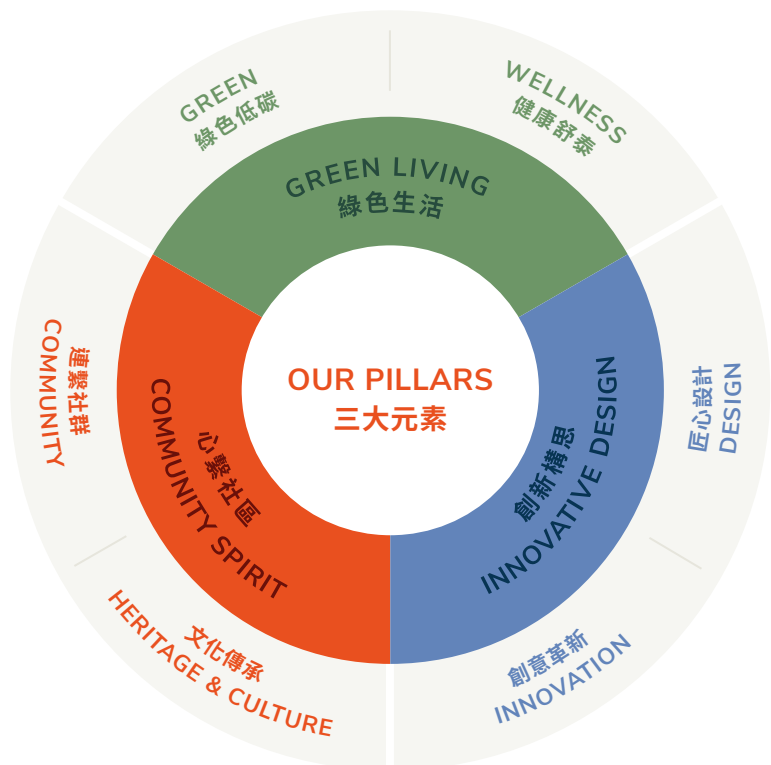 OUR PILLARS
三大元素
GREEN LIVING
綠色生活
GREEN
綠色低碳
WELLNESS
健康舒泰
創新構思
INNOVATIVE DESIGN
匠心設計
DESIGN
創意革新
INNOVATION
心繫社區
COMMUNITY SPIRIT
文化傳承
HERITAGE & CULTURE
連繫社群
COMMUNITY